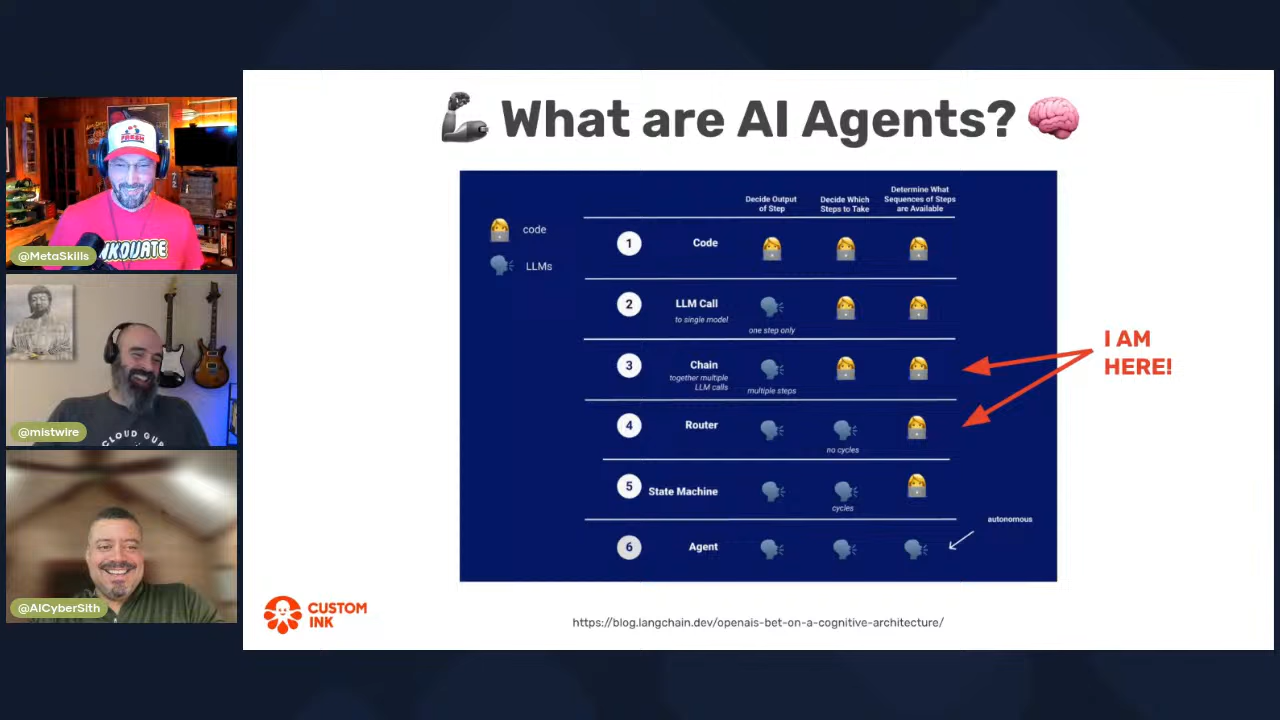 What are AI Agents?
Decide Output
of Step
Decide Which
Steps to Take
Determine What
Sequences of Steps
are Available
code
LLMs
1
Code
2
LLM Call
to single model
one step only
3
Chain
together multiple
LLM calls
multiple steps
4
Router
no cycles
5
State Machine
cycles
6
Agent
autonomous
I AM
HERE!
CUSTOM
INK
https://blog.langchain.dev/openais-bet-on-a-cognitive-architecture/
FRESH
@MetaSkills
@mistwire
CLOUD GUR
@AICyberSith